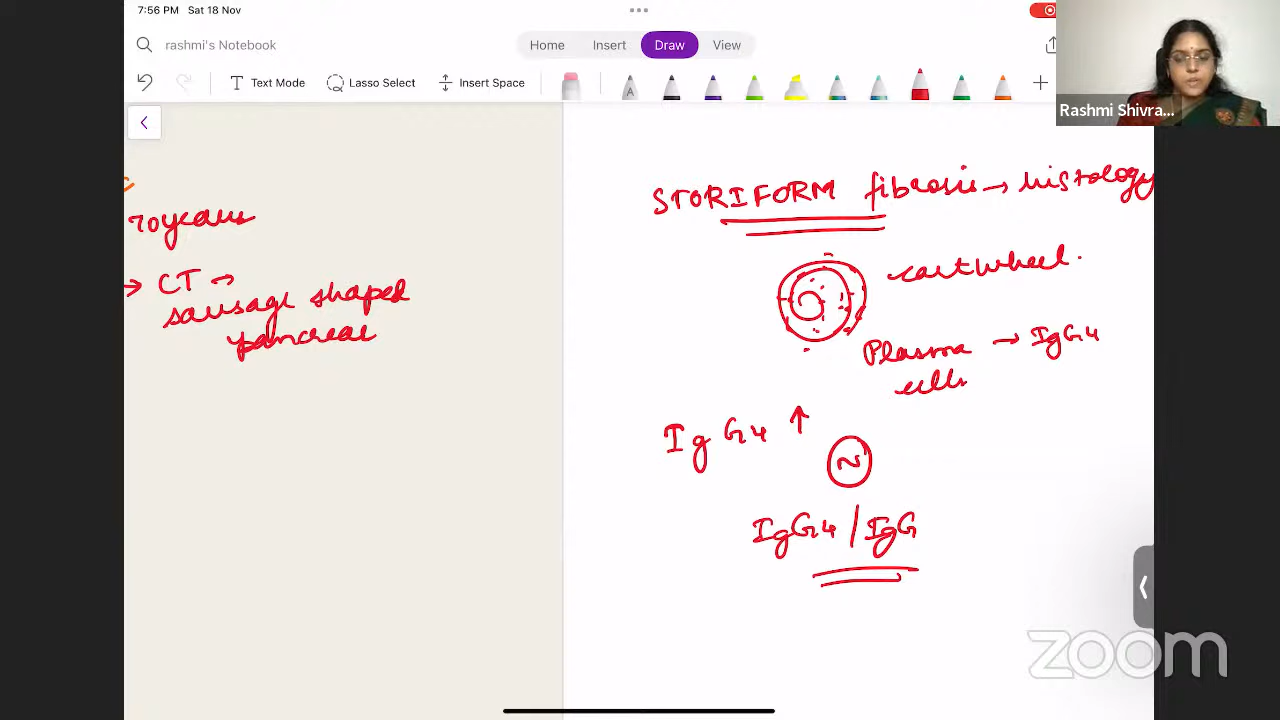 7:56 PM Sat 18 Nov
rashmi's Notebook
Home Insert Draw View
Text Mode Lasso Select Insert Space
A
Rashmi Shivra...
70years
→ CT →
sausage shaped
pancreas
STORIFORM fibrosis → histology
cartwheel.
Plasma → IgG4
cells
IgG4 ↑
N
IgG4 / IgG
zoom